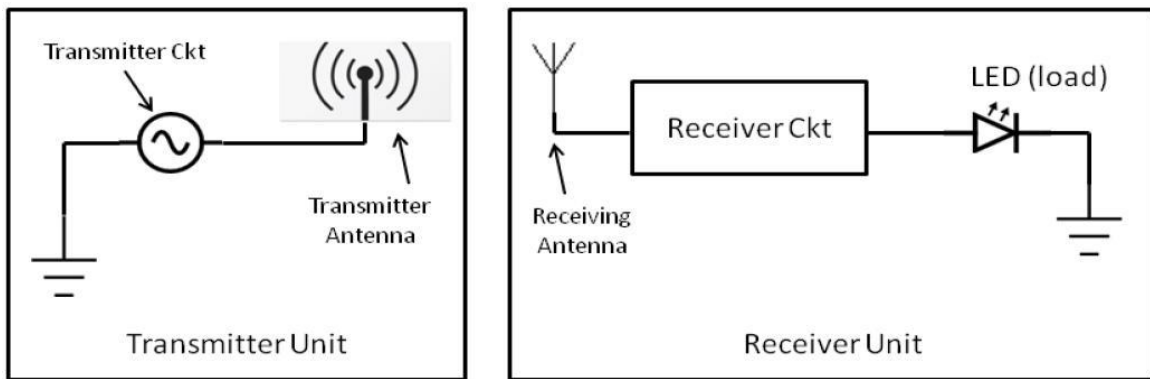 Transmitter Ckt
Transmitter
Antenna
Transmitter Unit
Receiver Ckt
LED (load)
Receiving
Antenna
Receiver Unit